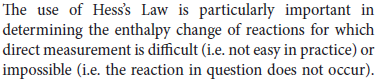 The use of Hess's Law is particularly important in
determining the enthalpy change of reactions for which
direct measurement is difficult (i.e. not easy in practice) or
impossible (i.e. the reaction in question does not occur).